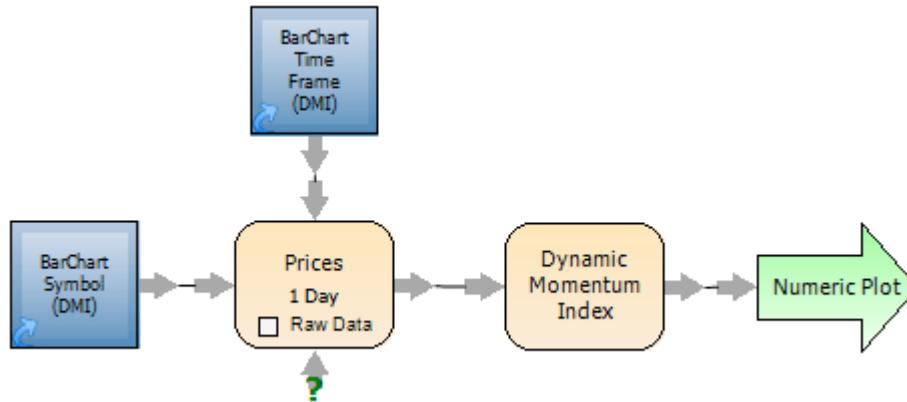 BarChart
Time
Frame
(DMI)
BarChart
Symbol
(DMI)
Prices
1 Day
Raw Data
?
Dynamic
Momentum
Index
Numeric Plot